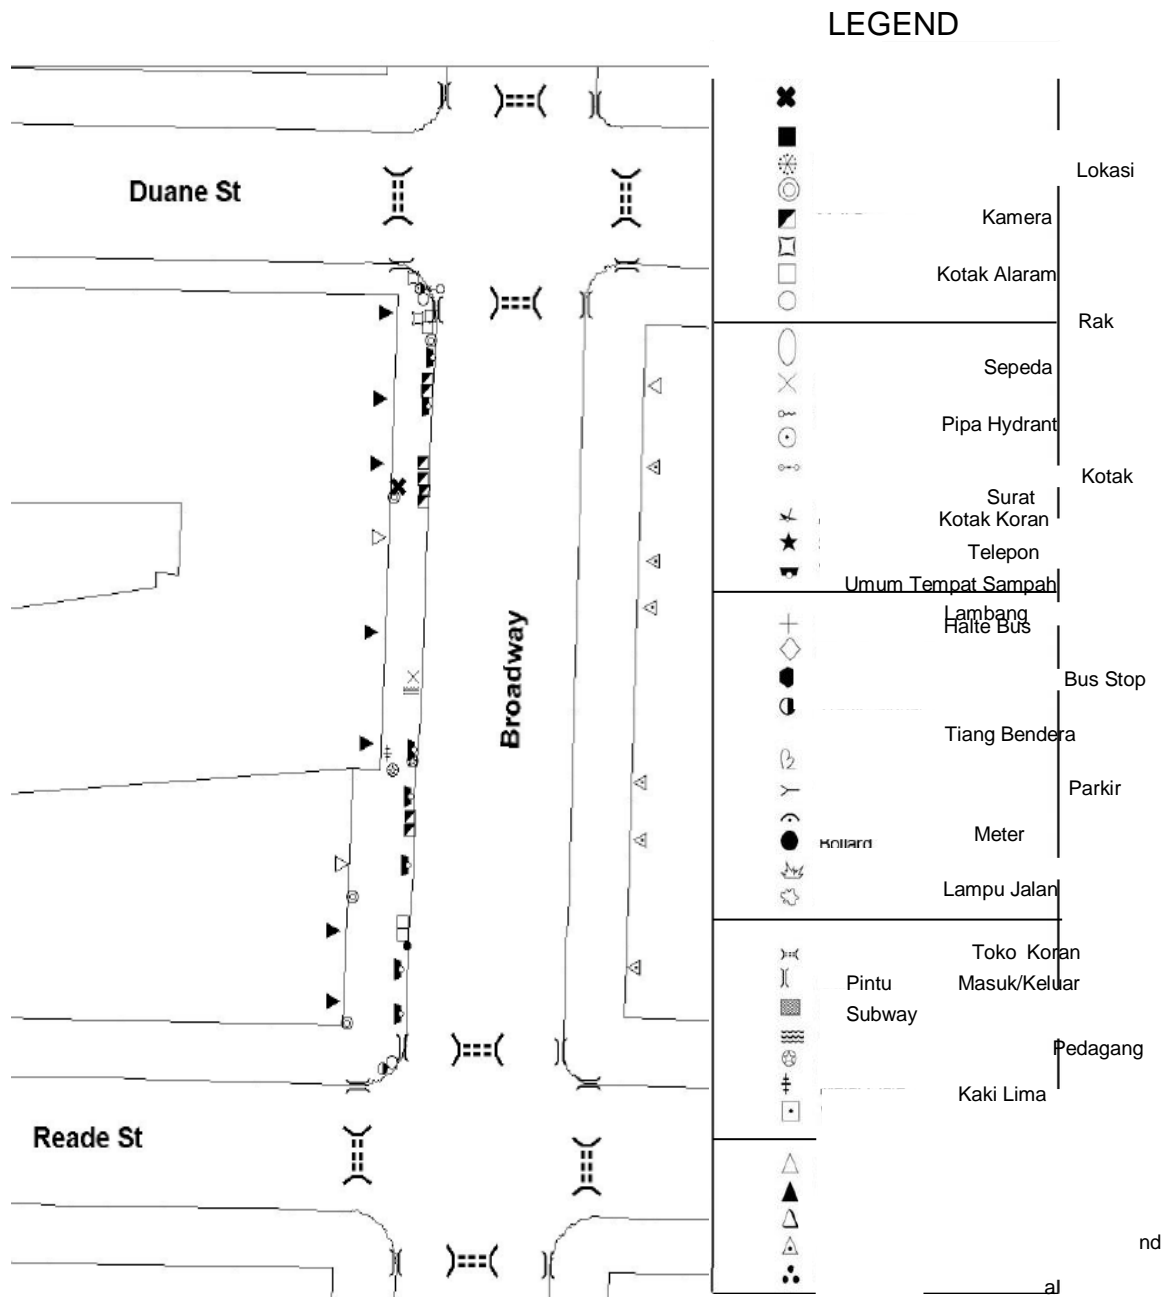 LEGEND
Lokasi
Duane St
Kamera
Kotak Alaram
Rak
Sepeda
Pipa Hydrant
Kotak
Surat
Kotak Koran
Telepon
Umum Tempat Sampah
Lambang
Halte Bus
Broadway
Bus Stop
Tiang Bendera
Parkir
Meter
Bollard
Lampu Jalan
Toko Koran
Pintu Masuk/Keluar
Subway
Pedagang
Kaki Lima
Reade St
nd
al